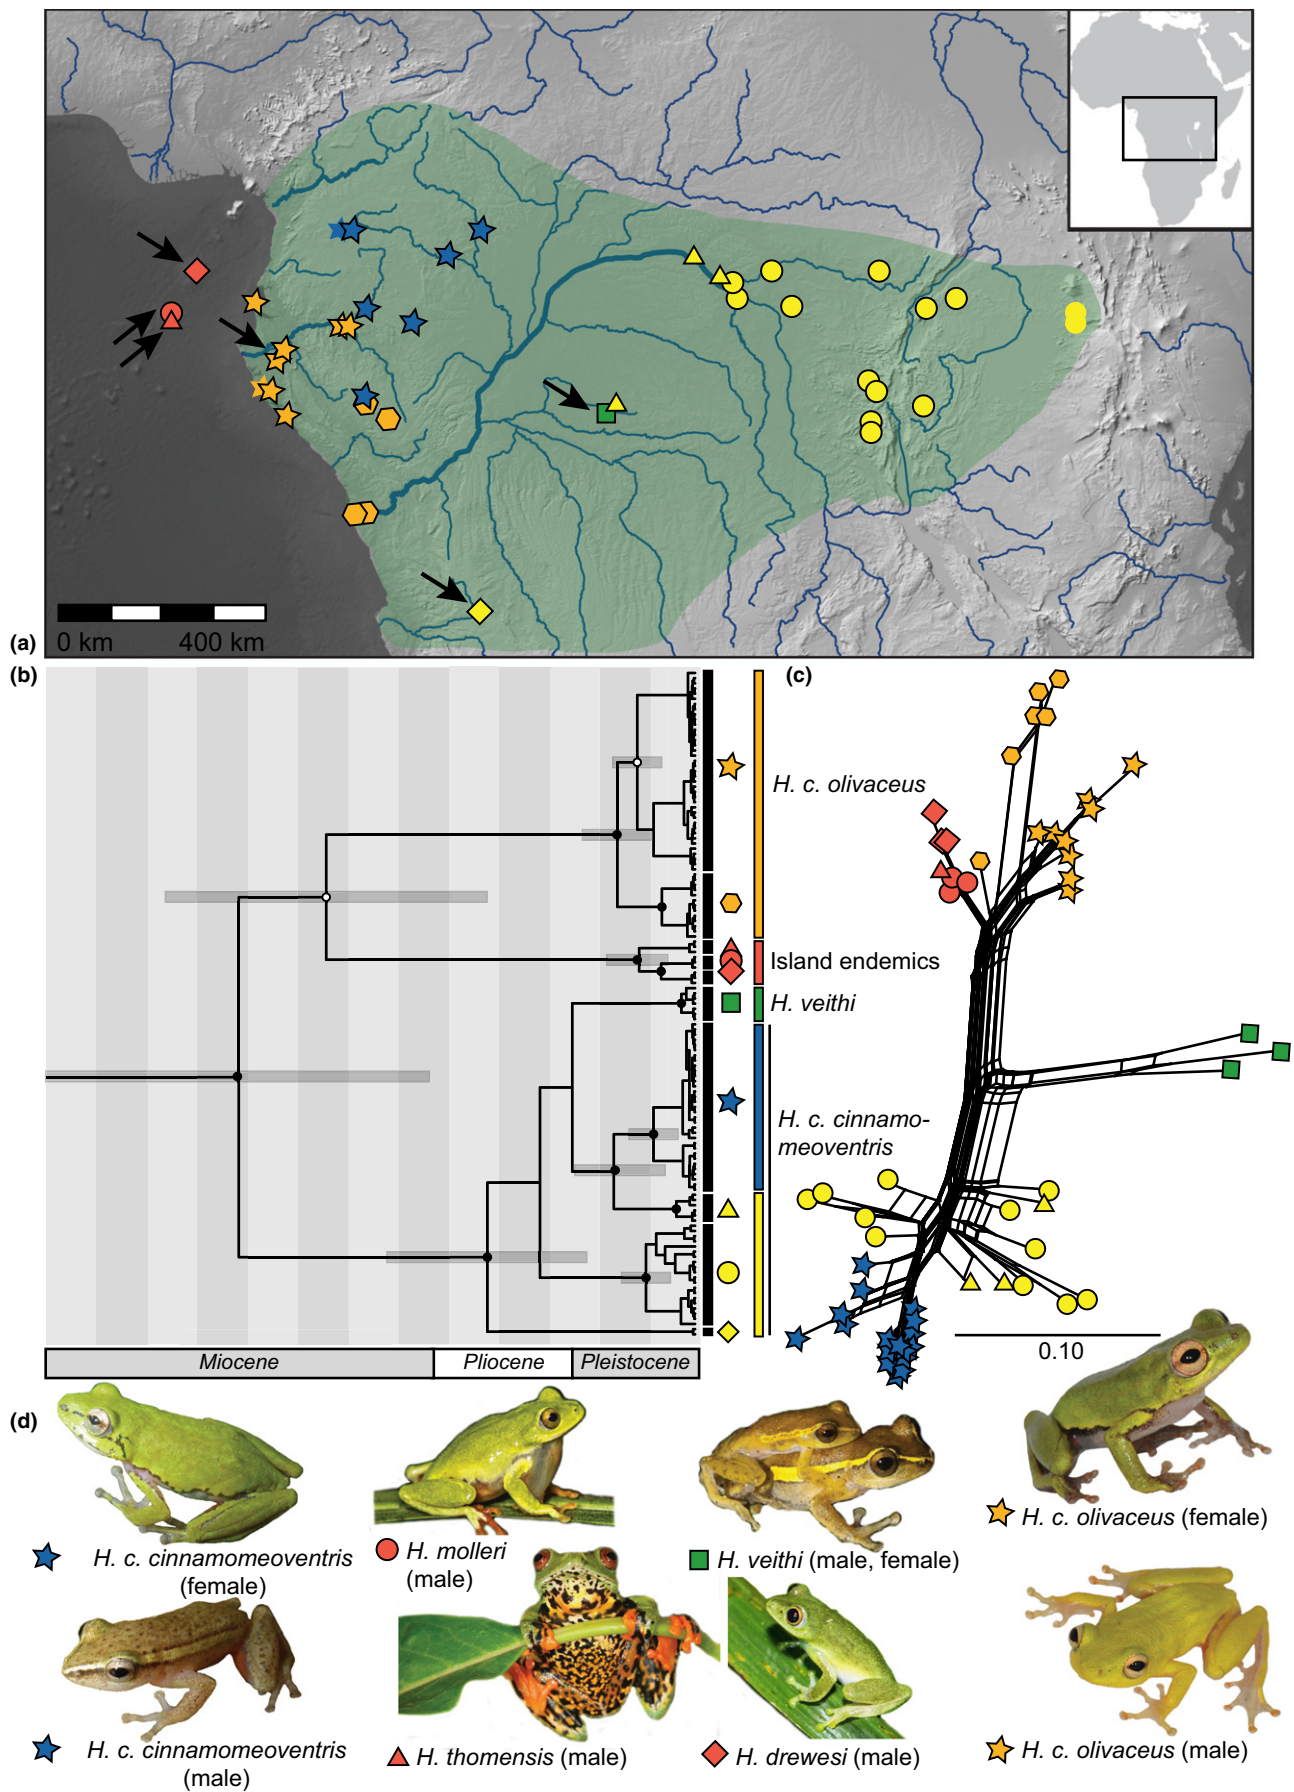 (a)
0 km
400 km
(b)
(c)
H. c. olivaceus
Island endemics
H. veithi
H. c. cinnamo-
meoventris
0.10
Miocene
Pliocene
Pleistocene
(d)
H. c. cinnamomeoventris
(female)
H. molleri
(male)
H. veithi (male, female)
H. c. olivaceus (female)
H. c. cinnamomeoventris
(male)
H. thomensis (male)
H. drewesi (male)
H. c. olivaceus (male)